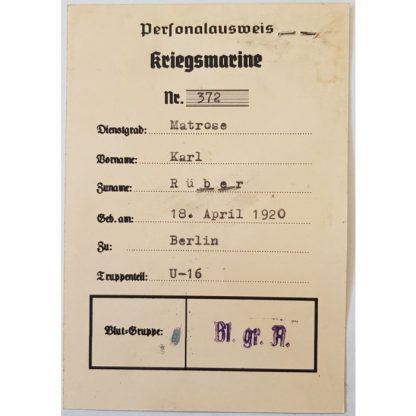 Personalausweis
Kriegsmarine
Nr. 372
Dienstgrad: Matrose
Vorname: Karl
Zuname: Rüber
Geb. am: 18. April 1920
Zu: Berlin
Truppenteil: U-16
Blut=Gruppe: Bl. gr. A.